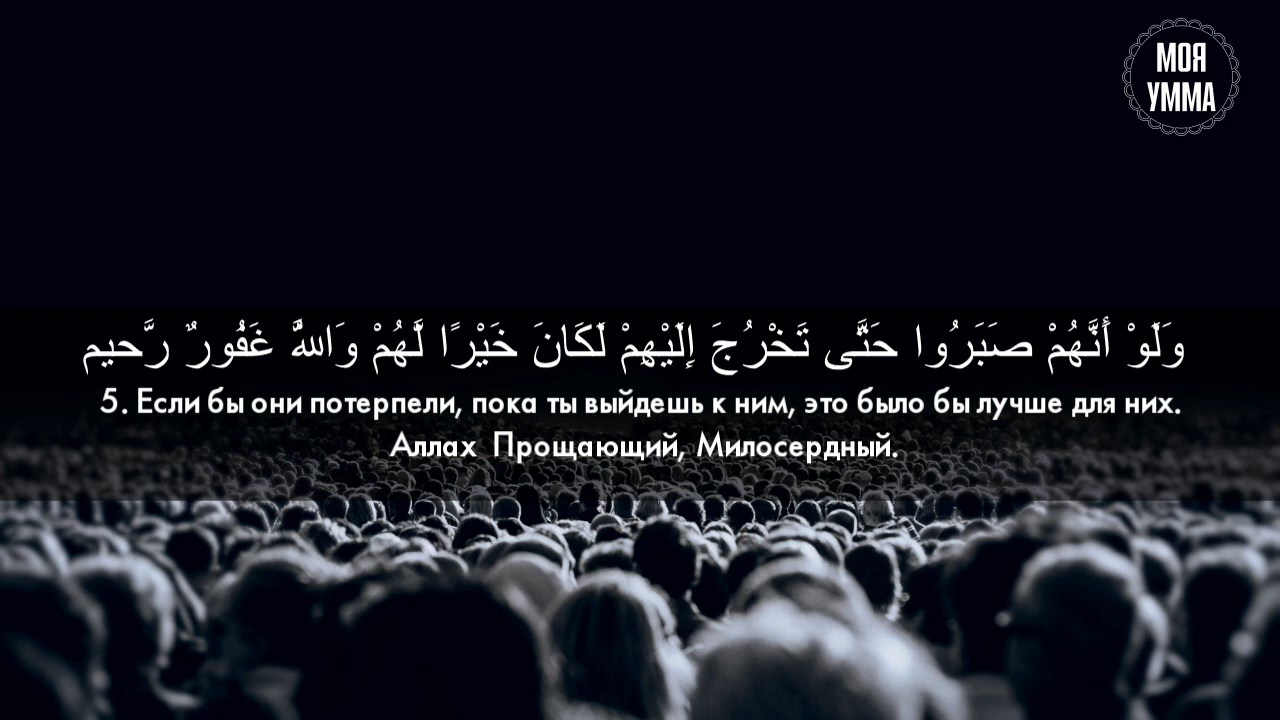 МОЯ
УММА
وَلَوْ أَنَّهُمْ صَبَرُوا حَتَّى تَخْرُجَ إِلَيْهِمْ لَكَانَ خَيْرًا لَّهُمْ وَاللَّهُ غَفُورٌ رَّحِيم
5. Если бы они потерпели, пока ты выйдешь к ним, это было бы лучше для них.
Аллах Прощающий, Милосердный.